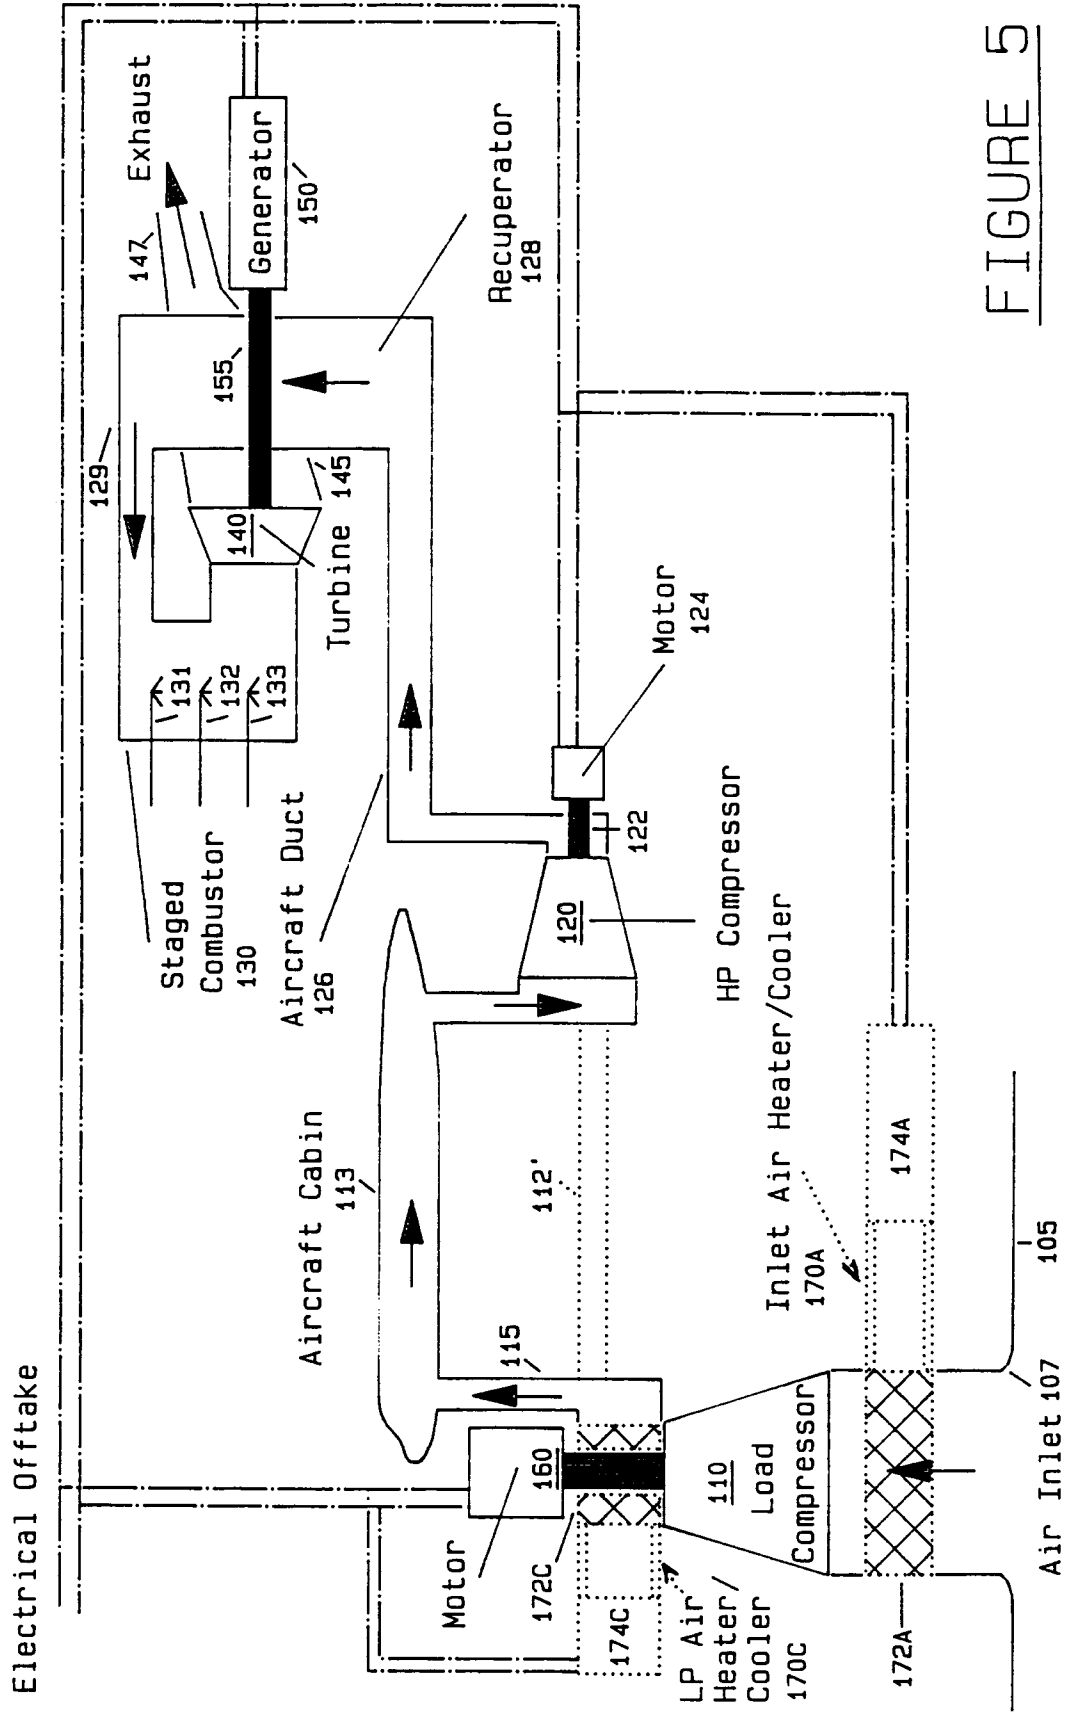 Electrical Offtake
Exhaust
147
Generator
150
155
129
Recuperator
128
140
145
Turbine
131
132
133
Staged
Combustor
130
Aircraft Duct
126
Motor
124
122
120
HP Compressor
Aircraft Cabin
113
112'
115
Inlet Air Heater/Cooler
170A
174A
105
Air Inlet 107
160
Motor
172C
174C
110
Load
Compressor
LP Air
Heater/
Cooler
170C
172A
FIGURE 5